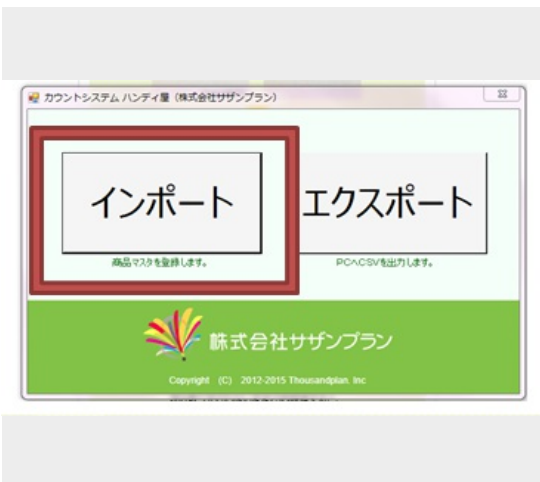 カウントシステム ハンディ屋 (株式会社サザンプラン)
インポート
エクスポート
商品マスタを登録します。
PCへCSVを出力します。
株式会社サザンプラン
Copyright (C) 2012-2015 Thousandplan. Inc